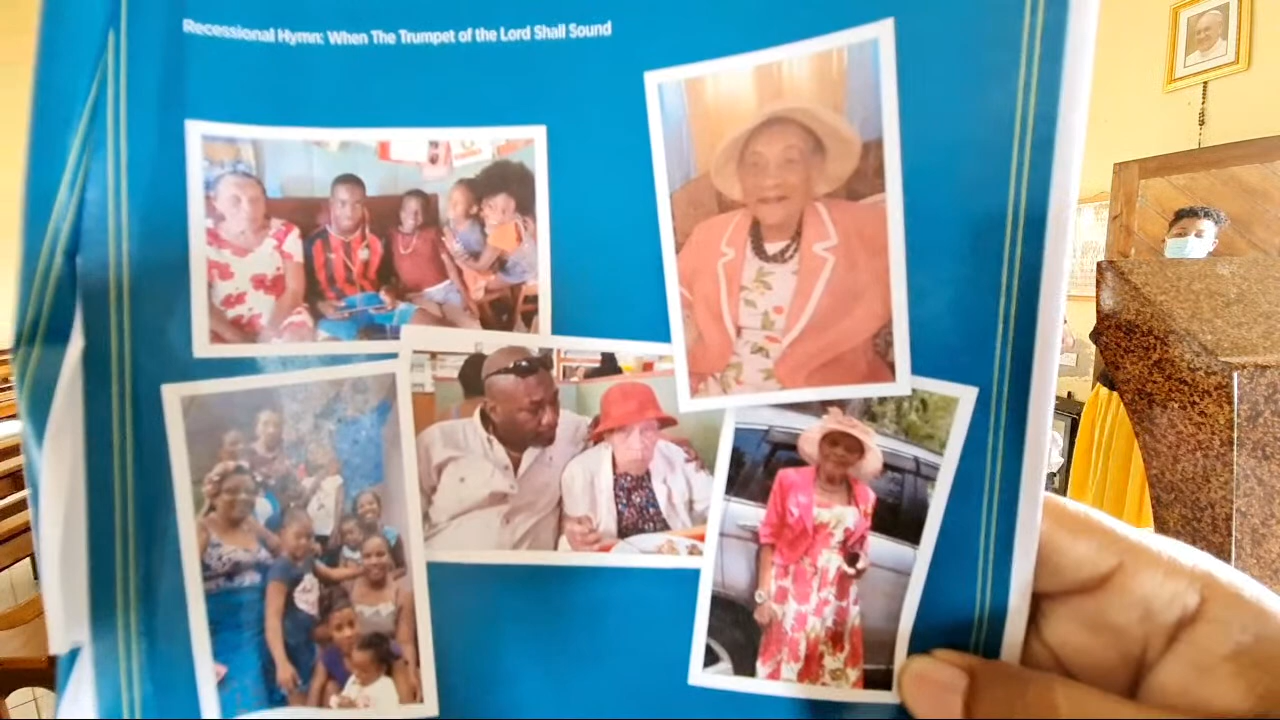 Recessional Hymn: When The Trumpet of the Lord Shall Sound